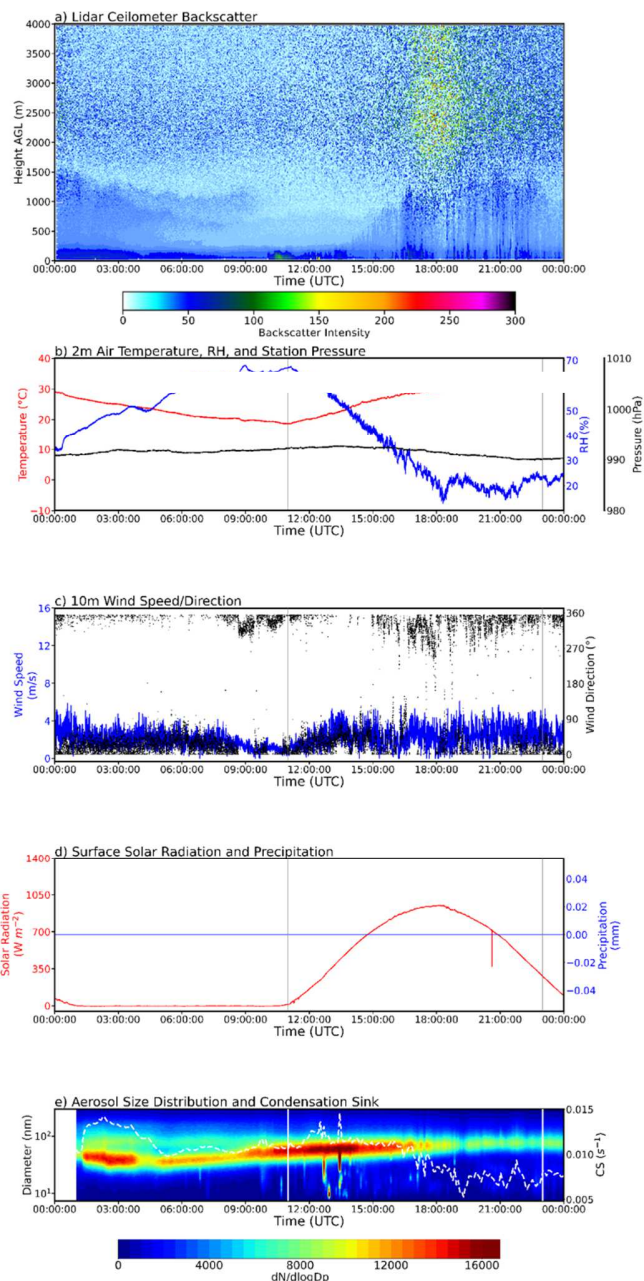 a) Lidar Ceilometer Backscatter
4000
3500
3000
2500
2000
1500
1000
500
0
Height AGL (m)
00:00:00 03:00:00 06:00:00 09:00:00 12:00:00 15:00:00 18:00:00 21:00:00 00:00:00
Time (UTC)
0 50 100 150 200 250 300
Backscatter Intensity
b) 2m Air Temperature, RH, and Station Pressure
40
30
20
10
0
−10
Temperature (°C)
70
50
40
30
20
RH (%)
1010
1000
990
980
Pressure (hPa)
00:00:00 03:00:00 06:00:00 09:00:00 12:00:00 15:00:00 18:00:00 21:00:00 00:00:00
Time (UTC)
c) 10m Wind Speed/Direction
16
12
8
4
0
Wind Speed
(m/s)
360
270
180
90
0
Wind Direction (°)
00:00:00 03:00:00 06:00:00 09:00:00 12:00:00 15:00:00 18:00:00 21:00:00 00:00:00
Time (UTC)
d) Surface Solar Radiation and Precipitation
1400
1050
700
350
0
Solar Radiation
(W m⁻²)
0.04
0.02
0.00
−0.02
−0.04
Precipitation
(mm)
00:00:00 03:00:00 06:00:00 09:00:00 12:00:00 15:00:00 18:00:00 21:00:00 00:00:00
Time (UTC)
e) Aerosol Size Distribution and Condensation Sink
10²
10¹
Diameter (nm)
0.015
0.010
0.005
CS (s⁻¹)
00:00:00 03:00:00 06:00:00 09:00:00 12:00:00 15:00:00 18:00:00 21:00:00 00:00:00
Time (UTC)
0 4000 8000 12000 16000
dN/dlogDp